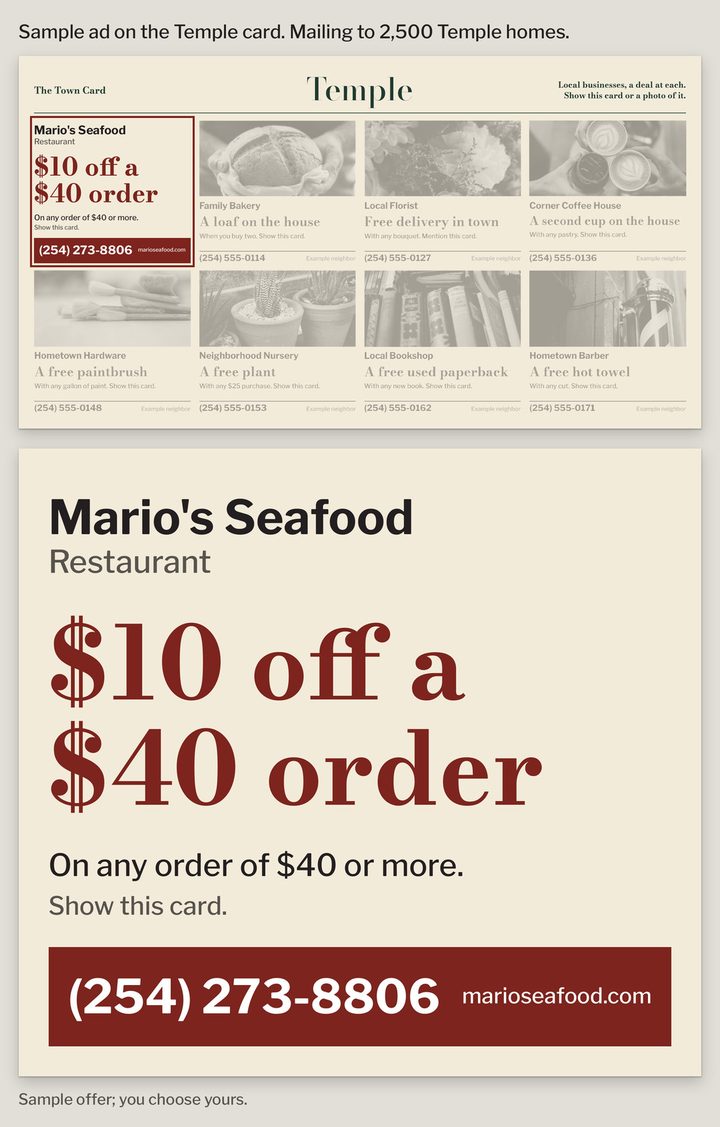 Sample ad on the Temple card. Mailing to 2,500 Temple homes.
The Town Card
Temple
Local businesses, a deal at each.
Show this card or a photo of it.
Mario's Seafood
Restaurant
$10 off a
$40 order
On any order of $40 or more.
Show this card.
(254) 273-8806 marioseafood.com
Family Bakery
A loaf on the house
When you buy two. Show this card.
(254) 555-0114 Example neighbor
Local Florist
Free delivery in town
With any bouquet. Mention this card.
(254) 555-0127 Example neighbor
Corner Coffee House
A second cup on the house
With any pastry. Show this card.
(254) 555-0136 Example neighbor
Hometown Hardware
A free paintbrush
With any gallon of paint. Show this card.
(254) 555-0148 Example neighbor
Neighborhood Nursery
A free plant
With any $25 purchase. Show this card.
(254) 555-0153 Example neighbor
Local Bookshop
A free used paperback
With any new book. Show this card.
(254) 555-0162 Example neighbor
Hometown Barber
A free hot towel
With any cut. Show this card.
(254) 555-0171 Example neighbor
Mario's Seafood
Restaurant
$10 off a
$40 order
On any order of $40 or more.
Show this card.
(254) 273-8806 marioseafood.com
Sample offer; you choose yours.